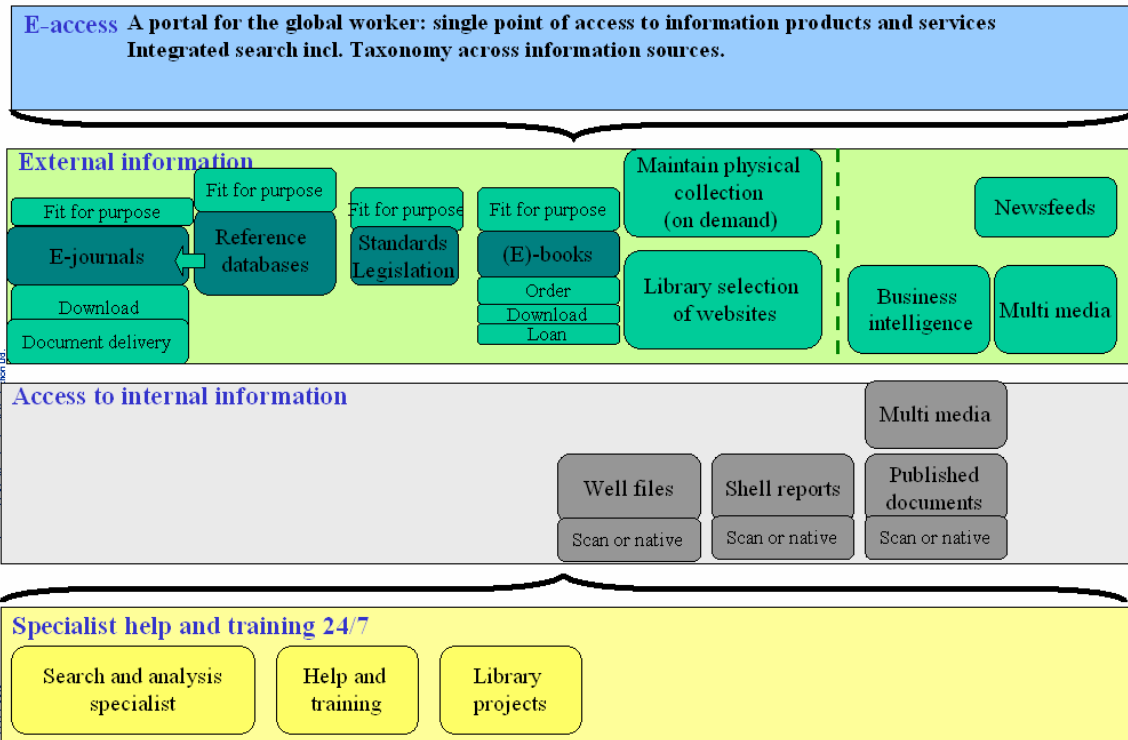 E-access A portal for the global worker: single point of access to information products and services
Integrated search incl. Taxonomy across information sources.
External information
Fit for purpose
E-journals
Download
Document delivery
Fit for purpose
Reference
databases
Fit for purpose
Standards
Legislation
Fit for purpose
(E)-books
Order
Download
Loan
Maintain physical
collection
(on demand)
Library selection
of websites
Newsfeeds
Business
intelligence
Multi media
Access to internal information
Well files
Scan or native
Shell reports
Scan or native
Multi media
Published
documents
Scan or native
Specialist help and training 24/7
Search and analysis
specialist
Help and
training
Library
projects